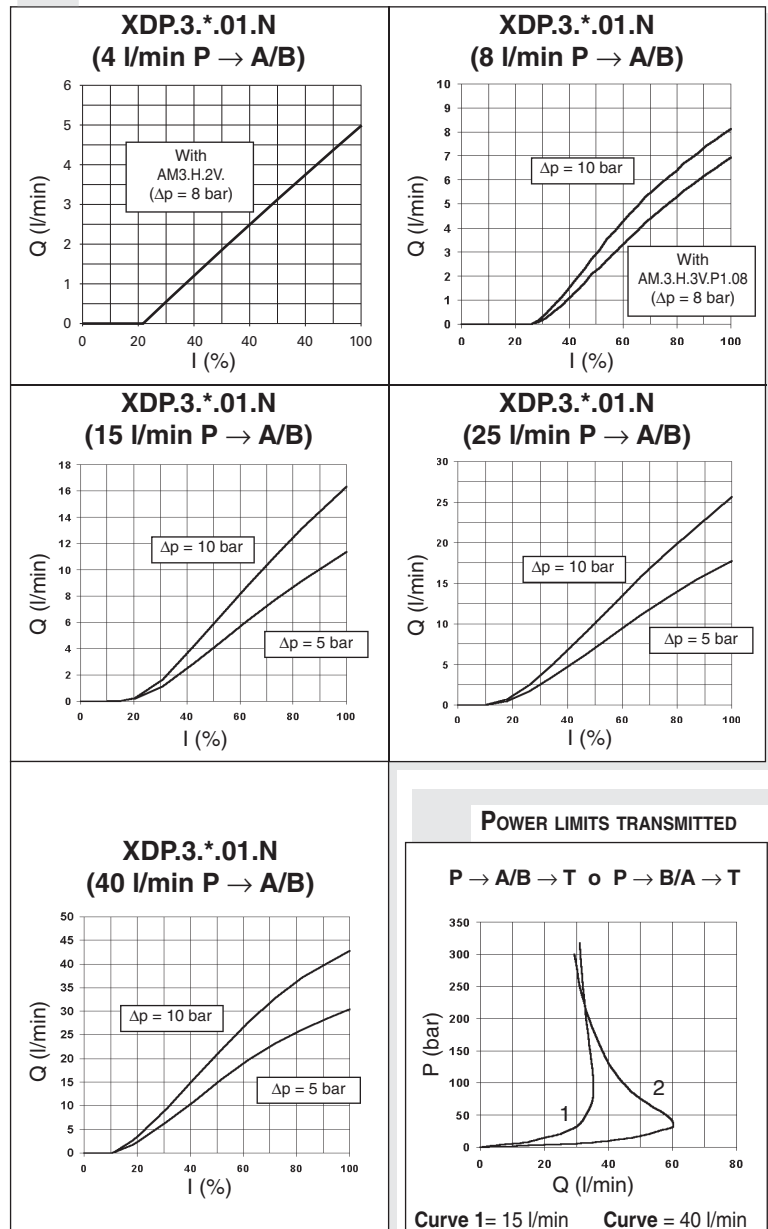 XDP.3.*.01.N
(4 l/min P → A/B)
6
5
4
3
2
1
0
Q (l/min)
With
AM3.H.2V.
(Δp = 8 bar)
0 20 40 40 40 100
I (%)
XDP.3.*.01.N
(8 l/min P → A/B)
10
9
8
7
6
5
4
3
2
1
0
Q (l/min)
Δp = 10 bar
With
AM.3.H.3V.P1.08
(Δp = 8 bar)
0 20 40 60 80 100
I (%)
XDP.3.*.01.N
(15 l/min P → A/B)
18
16
14
12
10
8
6
4
2
0
Q (l/min)
Δp = 10 bar
Δp = 5 bar
0 20 40 60 80 100
I (%)
XDP.3.*.01.N
(25 l/min P → A/B)
30
25
20
15
10
5
0
Q (l/min)
Δp = 10 bar
Δp = 5 bar
0 20 40 60 80 100
I (%)
XDP.3.*.01.N
(40 l/min P → A/B)
50
45
40
35
30
25
20
15
10
5
0
Q (l/min)
Δp = 10 bar
Δp = 5 bar
0 20 40 60 80 100
I (%)
POWER LIMITS TRANSMITTED
P → A/B → T o P → B/A → T
350
300
250
200
150
100
50
0
P (bar)
1
2
0 20 40 60 80
Q (l/min)
Curve 1= 15 l/min Curve = 40 l/min